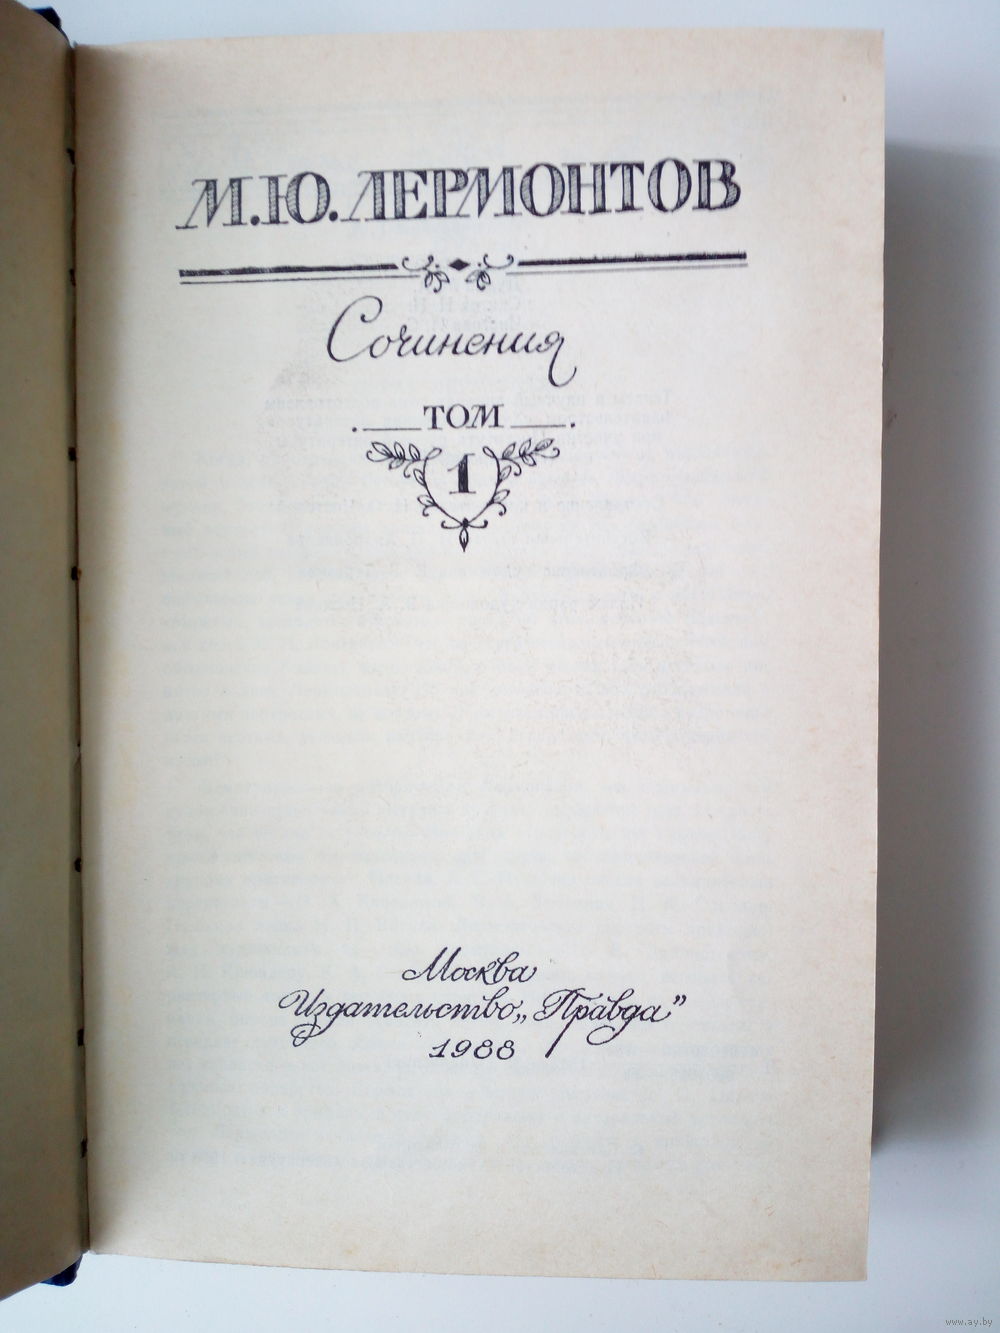 М.Ю.ЛЕРМОНТОВ
Сочинения
ТОМ
1
Москва
Издательство „Правда”
1988
www.ay.by